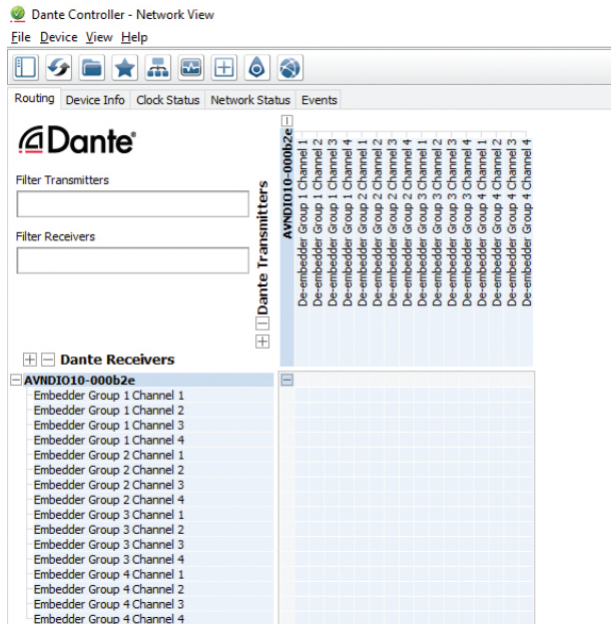 Dante Controller - Network View
File Device View Help
Routing Device Info Clock Status Network Status Events
Dante®
Filter Transmitters
Filter Receivers
Dante Transmitters
AVNDIO10-000b2e
De-embedder Group 1 Channel 1
De-embedder Group 1 Channel 2
De-embedder Group 1 Channel 3
De-embedder Group 1 Channel 4
De-embedder Group 2 Channel 1
De-embedder Group 2 Channel 2
De-embedder Group 2 Channel 3
De-embedder Group 2 Channel 4
De-embedder Group 3 Channel 1
De-embedder Group 3 Channel 2
De-embedder Group 3 Channel 3
De-embedder Group 3 Channel 4
De-embedder Group 4 Channel 1
De-embedder Group 4 Channel 2
De-embedder Group 4 Channel 3
De-embedder Group 4 Channel 4
Dante Receivers
AVNDIO10-000b2e
Embedder Group 1 Channel 1
Embedder Group 1 Channel 2
Embedder Group 1 Channel 3
Embedder Group 1 Channel 4
Embedder Group 2 Channel 1
Embedder Group 2 Channel 2
Embedder Group 2 Channel 3
Embedder Group 2 Channel 4
Embedder Group 3 Channel 1
Embedder Group 3 Channel 2
Embedder Group 3 Channel 3
Embedder Group 3 Channel 4
Embedder Group 4 Channel 1
Embedder Group 4 Channel 2
Embedder Group 4 Channel 3
Embedder Group 4 Channel 4